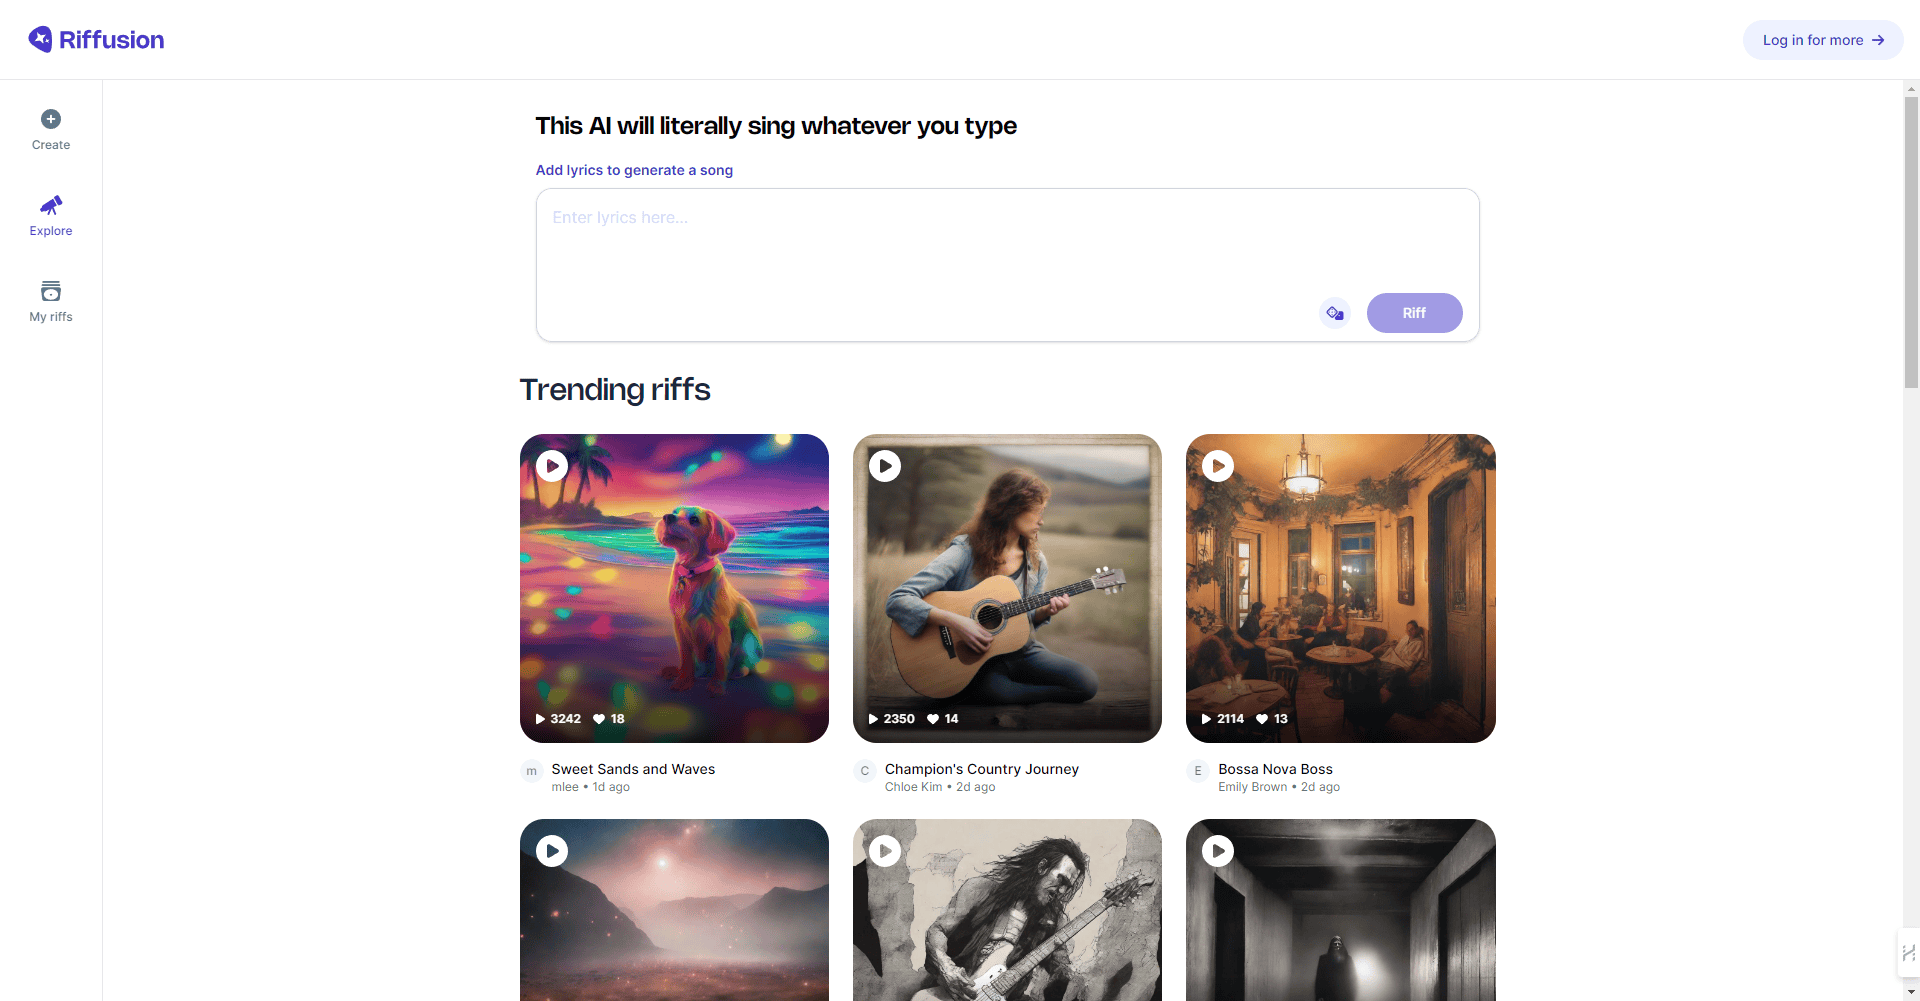 Riffusion
Log in for more
Create
Explore
My riffs
This AI will literally sing whatever you type
Add lyrics to generate a song
Enter lyrics here...
Riff
Trending riffs
3242 18
2350 14
2114 13
m
Sweet Sands and Waves
mlee • 1d ago
C
Champion's Country Journey
Chloe Kim • 2d ago
E
Bossa Nova Boss
Emily Brown • 2d ago